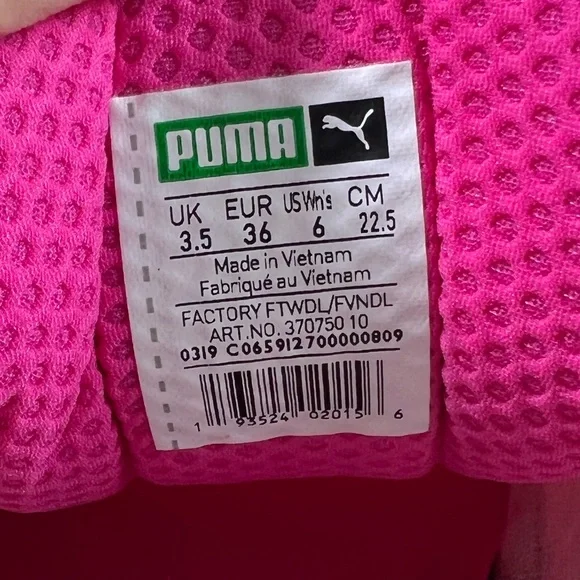 PUMA
UK EUR US Wn's CM
3.5 36 6 22.5
Made in Vietnam
Fabriqué au Vietnam
FACTORY FTWDL/FVNDL
ART.NO. 370750 10
0319 C065912700000809
1 93524 02015 6